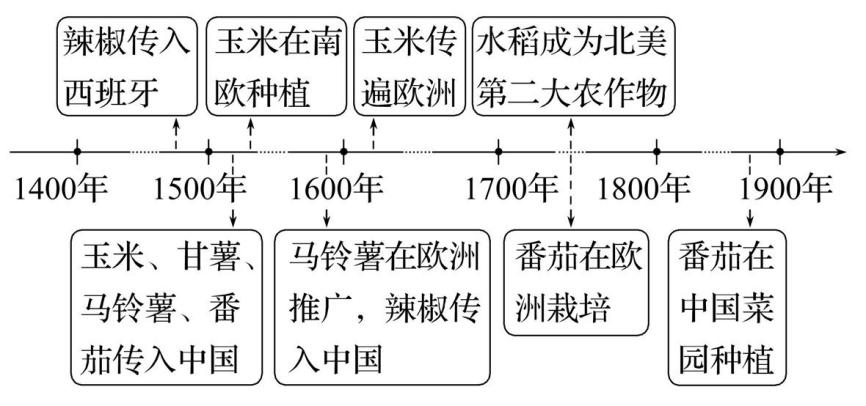 辣椒传入
西班牙
玉米在南
欧种植
玉米传
遍欧洲
水稻成为北美
第二大农作物
1400年
1500年
1600年
1700年
1800年
1900年
玉米、甘薯、
马铃薯、番
茄传入中国
马铃薯在欧洲
推广，辣椒传
入中国
番茄在欧
洲栽培
番茄在
中国菜
园种植